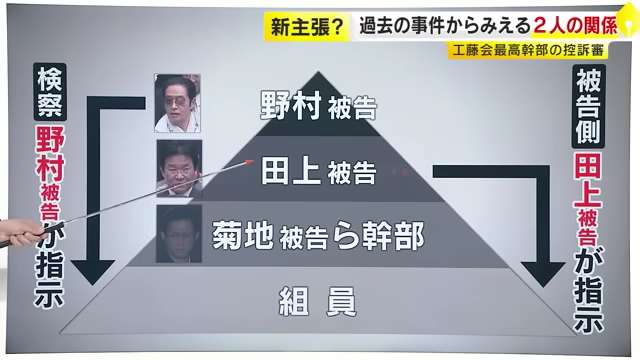 新主張？
過去の事件からみえる２人の関係
工藤会最高幹部の控訴審
検察 野村被告が指示
野村被告
田上被告
菊地被告ら幹部
組員
被告側 田上被告が指示